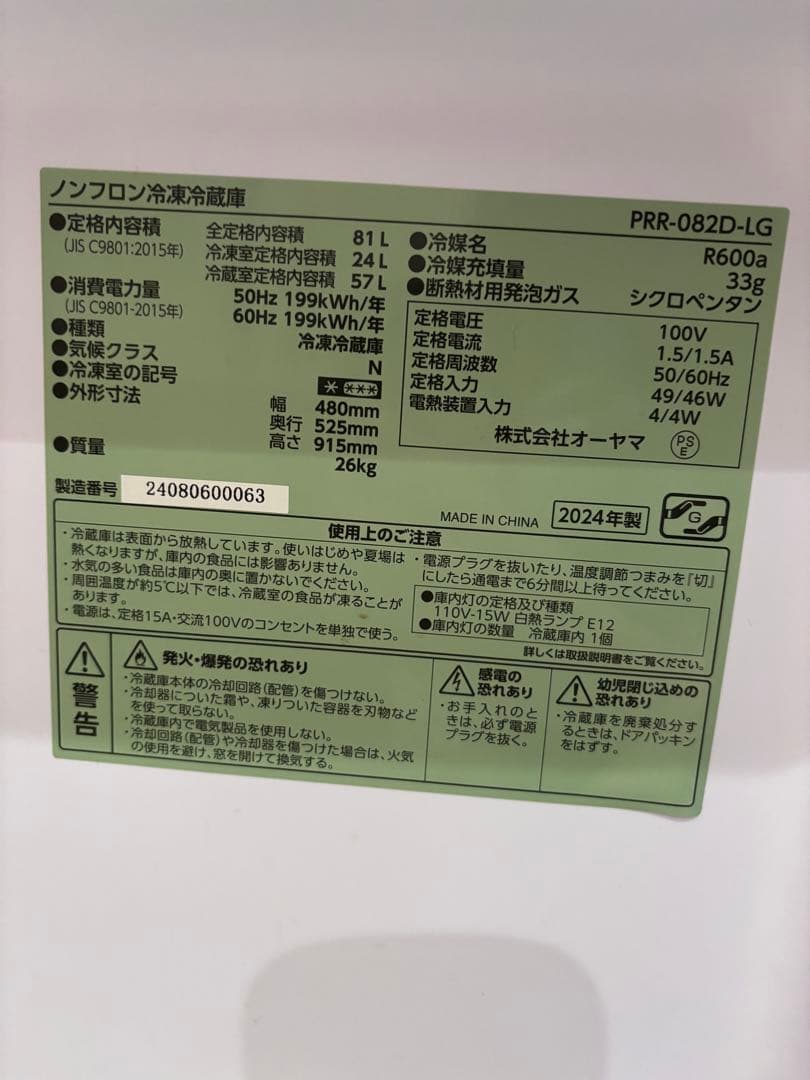 ノンフロン冷凍冷蔵庫
PRR-082D-LG
●定格内容積
(JIS C9801:2015年)
全定格内容積 81 L
冷凍室定格内容積 24 L
冷蔵室定格内容積 57 L
●消費電力量
(JIS C9801-2015年)
50Hz 199kWh/年
60Hz 199kWh/年
●種類 冷凍冷蔵庫
●気候クラス N
●冷凍室の記号
●外形寸法
幅 480mm
奥行 525mm
高さ 915mm
●質量 26kg
●冷媒名 R600a
●冷媒充填量 33g
●断熱材用発泡ガス シクロペンタン
定格電圧 100V
定格電流 1.5/1.5A
定格周波数 50/60Hz
定格入力 49/46W
電熱装置入力 4/4W
株式会社オーヤマ
PS
E
製造番号 24080600063
MADE IN CHINA 2024年製
G
使用上のご注意
・冷蔵庫は表面から放熱しています。使いはじめや夏場は
熱くなりますが、庫内の食品には影響ありません。
・水気の多い食品は庫内の奥に置かないでください。
・周囲温度が約5℃以下では、冷蔵室の食品が凍ることが
あります。
・電源は、定格15A・交流100Vのコンセントを単独で使う。
・電源プラグを抜いたり、温度調節つまみを『切』
にしたら通電まで6分間以上待ってください。
●庫内灯の定格及び種類
110V-15W 白熱ランプ E12
●庫内灯の数量 冷蔵庫内 1個
詳しくは取扱説明書をご覧ください。
警告
発火・爆発の恐れあり
・冷蔵庫本体の冷却回路(配管)を傷つけない。
・冷却器についた霜や、凍りついた容器を刃物など
を使って取らない。
・冷蔵庫内で電気製品を使用しない。
・冷却回路(配管)や冷却器を傷つけた場合は、火気
の使用を避け、窓を開けて換気する。
感電の
恐れあり
・お手入れのと
きは、必ず電源
プラグを抜く。
幼児閉じ込めの
恐れあり
・冷蔵庫を廃棄処分す
るときは、ドアパッキン
をはずす。